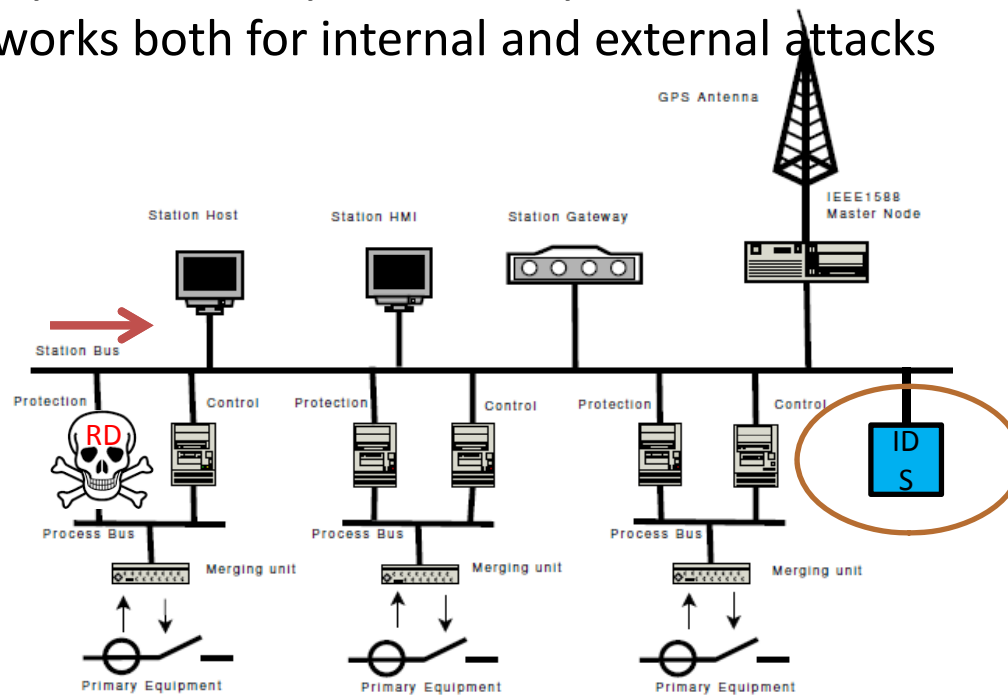 works both for internal and external attacks
GPS Antenna
IEEE1588
Master Node
Station Host
Station HMI
Station Gateway
Station Bus
Protection
Control
Protection
Control
Protection
Control
RD
ID
S
Process Bus
Process Bus
Process Bus
Merging unit
Merging unit
Merging unit
Primary Equipment
Primary Equipment
Primary Equipment